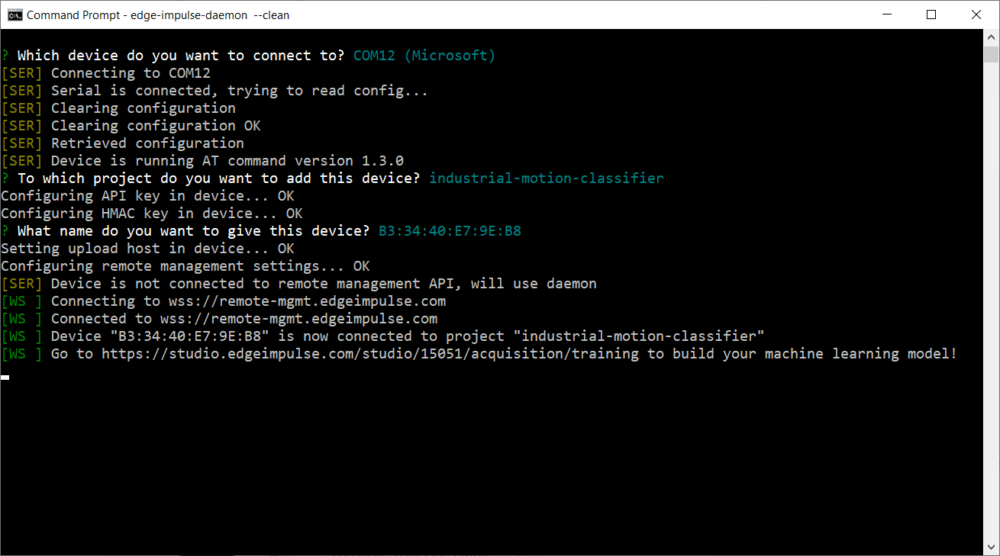 Command Prompt - edge-impulse-daemon --clean
? Which device do you want to connect to? COM12 (Microsoft)
[SER] Connecting to COM12
[SER] Serial is connected, trying to read config...
[SER] Clearing configuration
[SER] Clearing configuration OK
[SER] Retrieved configuration
[SER] Device is running AT command version 1.3.0
? To which project do you want to add this device? industrial-motion-classifier
Configuring API key in device... OK
Configuring HMAC key in device... OK
? What name do you want to give this device? B3:34:40:E7:9E:B8
Setting upload host in device... OK
Configuring remote management settings... OK
[SER] Device is not connected to remote management API, will use daemon
[WS ] Connecting to wss://remote-mgmt.edgeimpulse.com
[WS ] Connected to wss://remote-mgmt.edgeimpulse.com
[WS ] Device "B3:34:40:E7:9E:B8" is now connected to project "industrial-motion-classifier"
[WS ] Go to https://studio.edgeimpulse.com/studio/15051/acquisition/training to build your machine learning model!